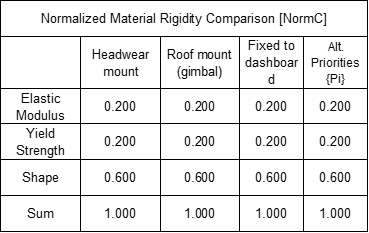 Normalized Material Rigidity Comparison [NormC]
Headwear mount Roof mount (gimbal) Fixed to dashboar d Alt. Priorities {Pi}
Elastic Modulus 0.200 0.200 0.200 0.200
Yield Strength 0.200 0.200 0.200 0.200
Shape 0.600 0.600 0.600 0.600
Sum 1.000 1.000 1.000 1.000